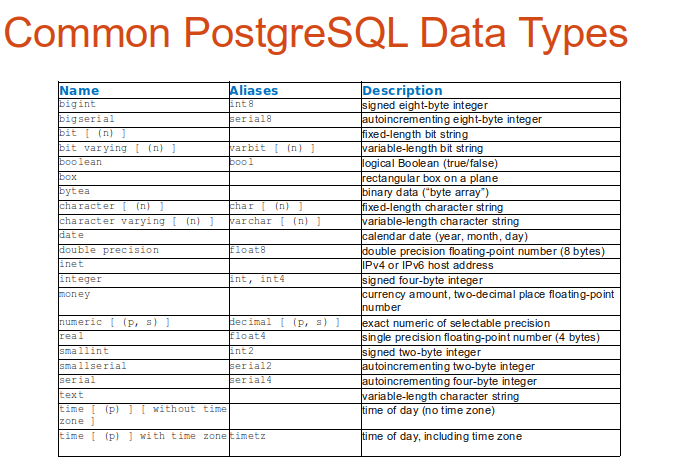 Common PostgreSQL Data Types
Name Aliases Description
bigint int8 signed eight-byte integer
bigserial serial8 autoincrementing eight-byte integer
bit [ (n) ] fixed-length bit string
bit varying [ (n) ] varbit [ (n) ] variable-length bit string
boolean bool logical Boolean (true/false)
box rectangular box on a plane
bytea binary data (“byte array”)
character [ (n) ] char [ (n) ] fixed-length character string
character varying [ (n) ] varchar [ (n) ] variable-length character string
date calendar date (year, month, day)
double precision float8 double precision floating-point number (8 bytes)
inet IPv4 or IPv6 host address
integer int, int4 signed four-byte integer
money currency amount, two-decimal place floating-point
number
numeric [ (p, s) ] decimal [ (p, s) ] exact numeric of selectable precision
real float4 single precision floating-point number (4 bytes)
smallint int2 signed two-byte integer
smallserial serial2 autoincrementing two-byte integer
serial serial4 autoincrementing four-byte integer
text variable-length character string
time [ (p) ] [ without time time of day (no time zone)
zone ]
time [ (p) ] with time zone timetz time of day, including time zone